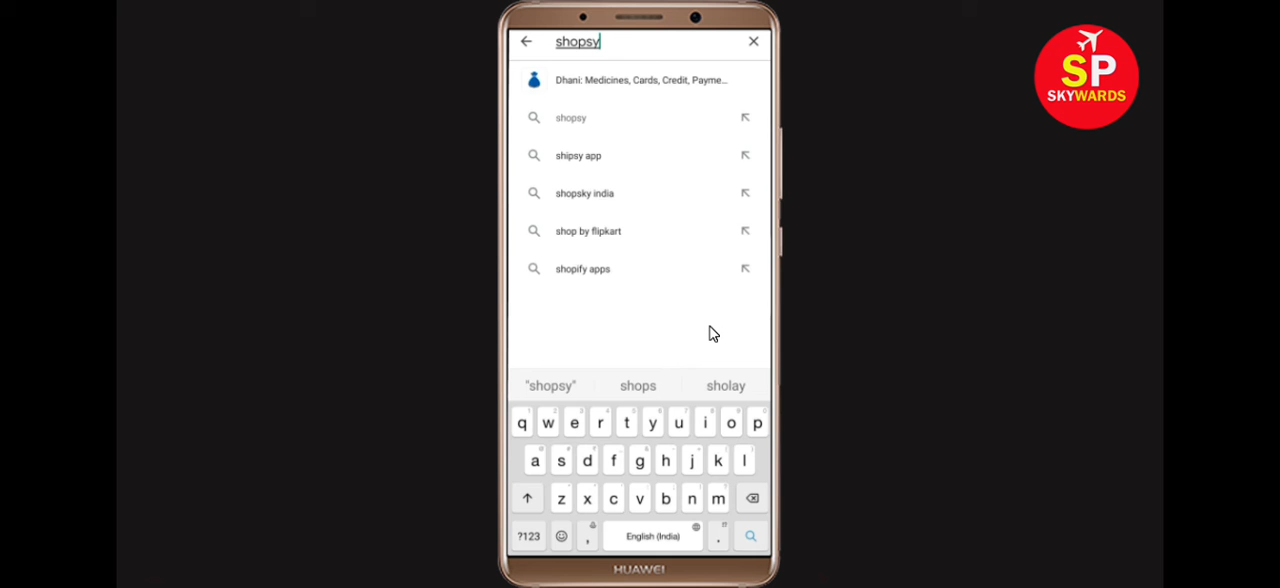 shopsy
Dhani: Medicines, Cards, Credit, Payme...
shopsy
shipsy app
shopsky india
shop by flipkart
shopify apps
"shopsy" shops sholay
q w e r t y u i o p
a s d f g h j k l
z x c v b n m
?123 , English (India) .
HUAWEI
SP
SKYWARDS